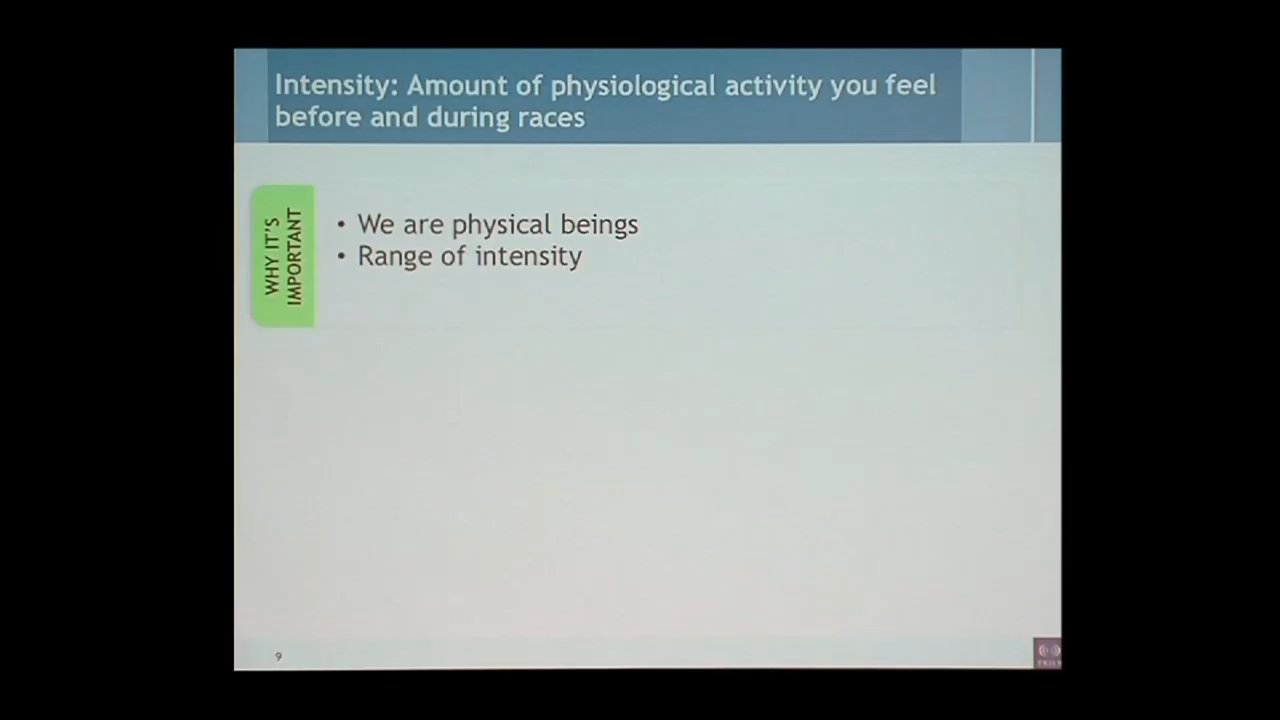 Intensity: Amount of physiological activity you feel
before and during races
WHY IT'S
IMPORTANT
• We are physical beings
• Range of intensity
9